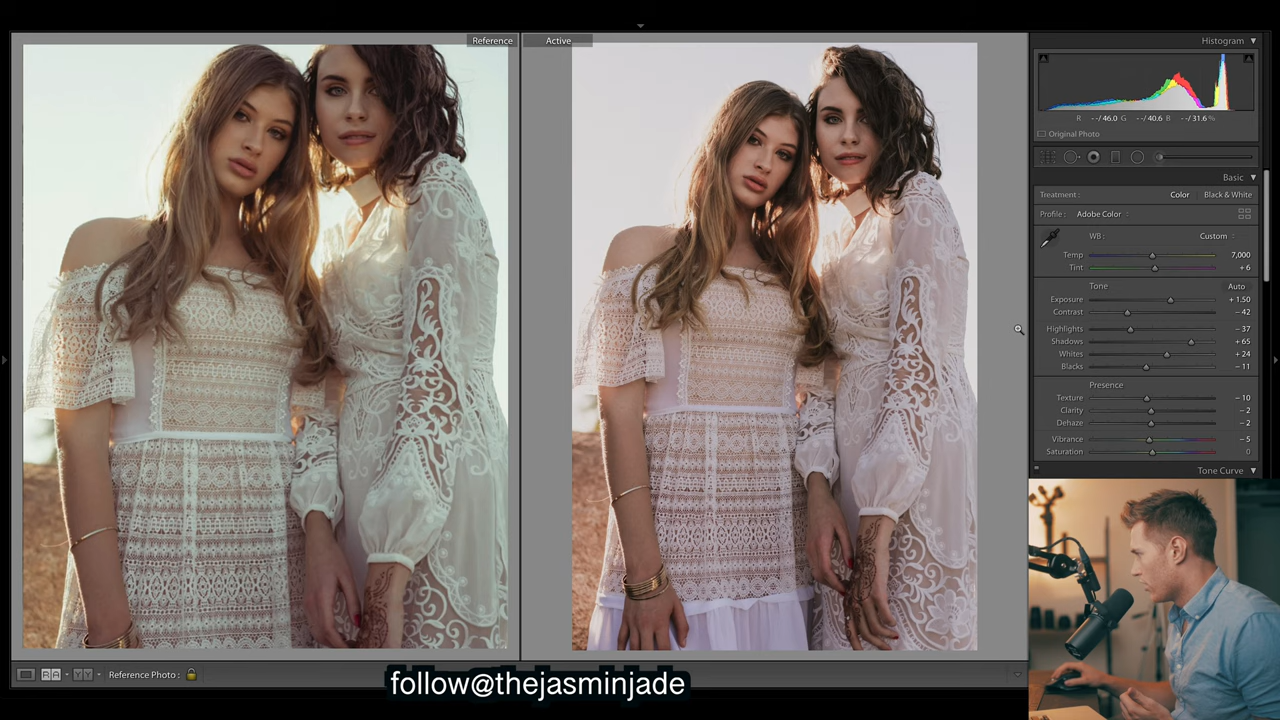 Reference
Active
Histogram
R --/46.0 G --/40.6 B --/31.6 %
Original Photo
Basic
Treatment: Color Black & White
Profile: Adobe Color
WB: Custom
Temp 7,000
Tint +6
Tone Auto
Exposure +1.50
Contrast −42
Highlights −37
Shadows +65
Whites +24
Blacks −11
Presence
Texture −10
Clarity −2
Dehaze −2
Vibrance −5
Saturation 0
Tone Curve
RA YY Reference Photo:
follow@thejasminjade